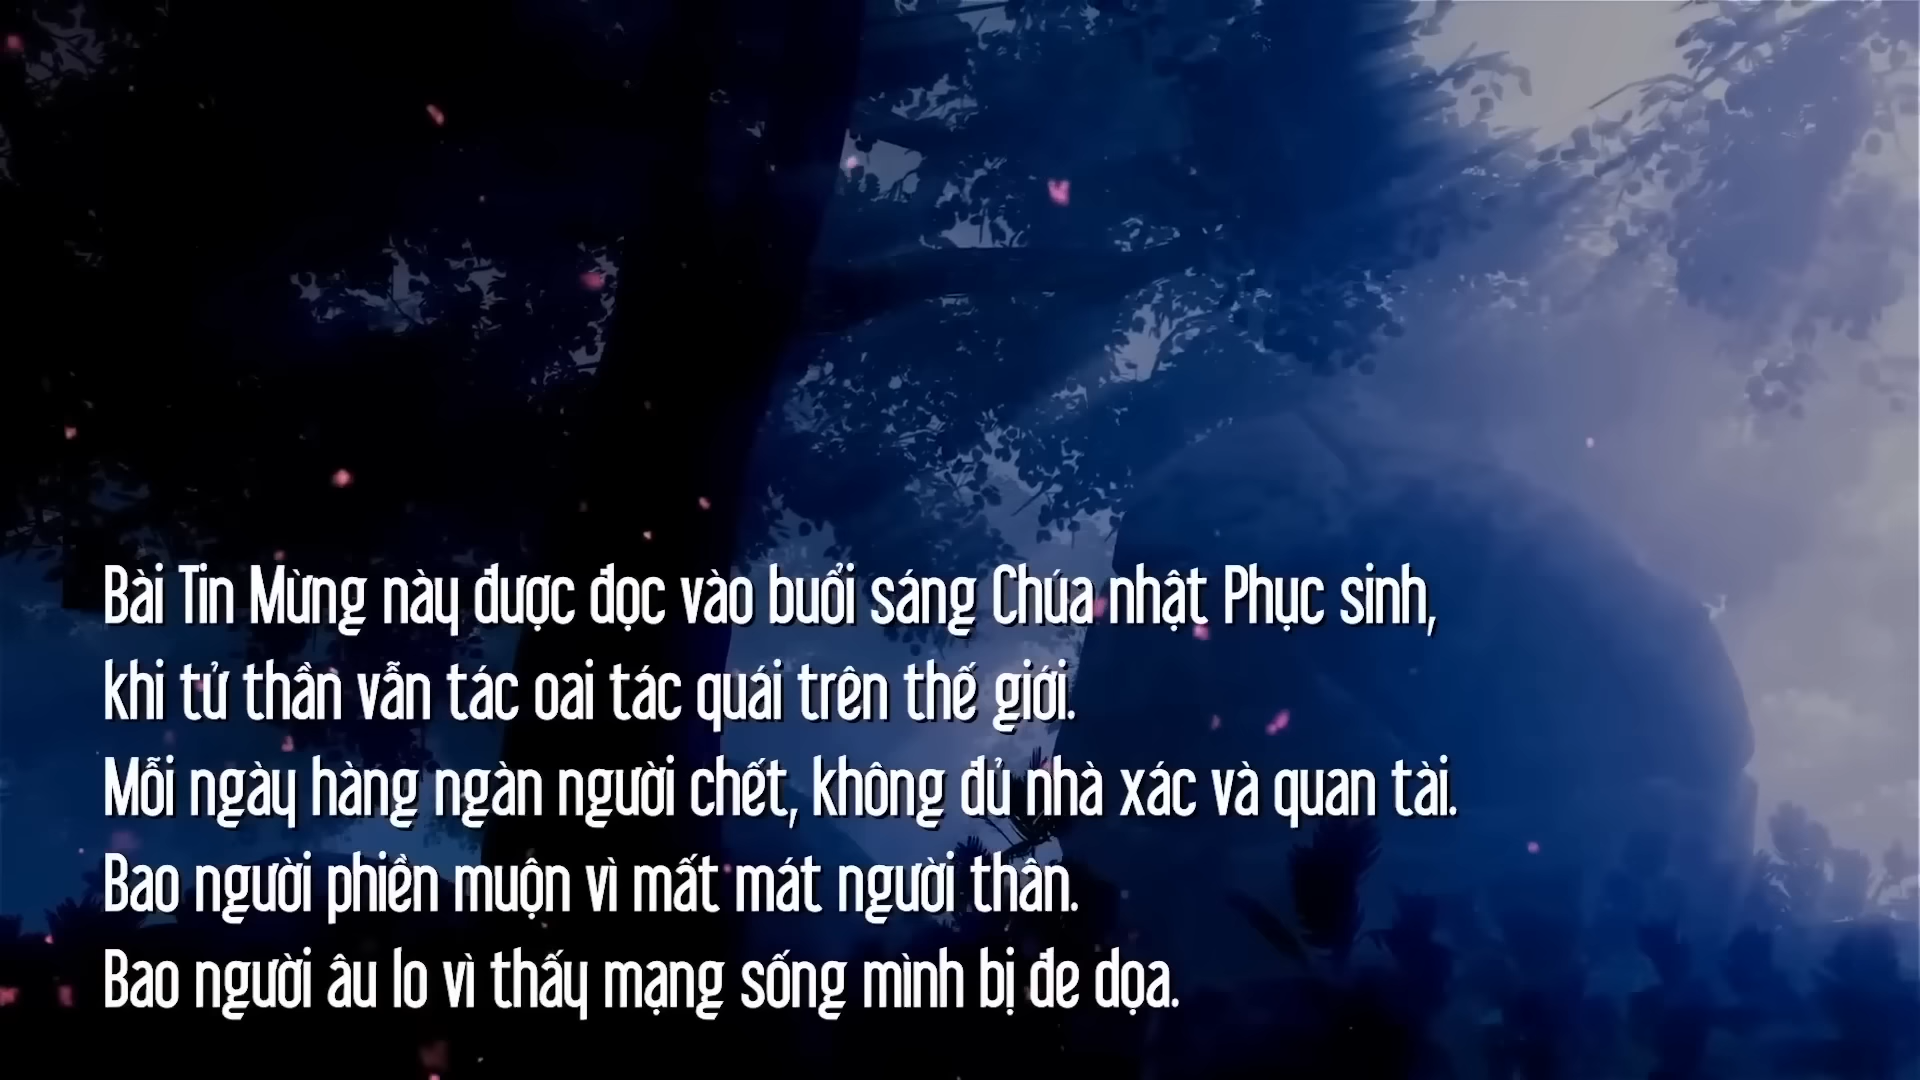 Bài Tin Mừng này được đọc vào buổi sáng Chúa nhật Phục sinh,
khi tử thần vẫn tác oai tác quái trên thế giới.
Mỗi ngày hàng ngàn người chết, không đủ nhà xác và quan tài.
Bao người phiền muộn vì mất mát người thân.
Bao người âu lo vì thấy mạng sống mình bị đe dọa.